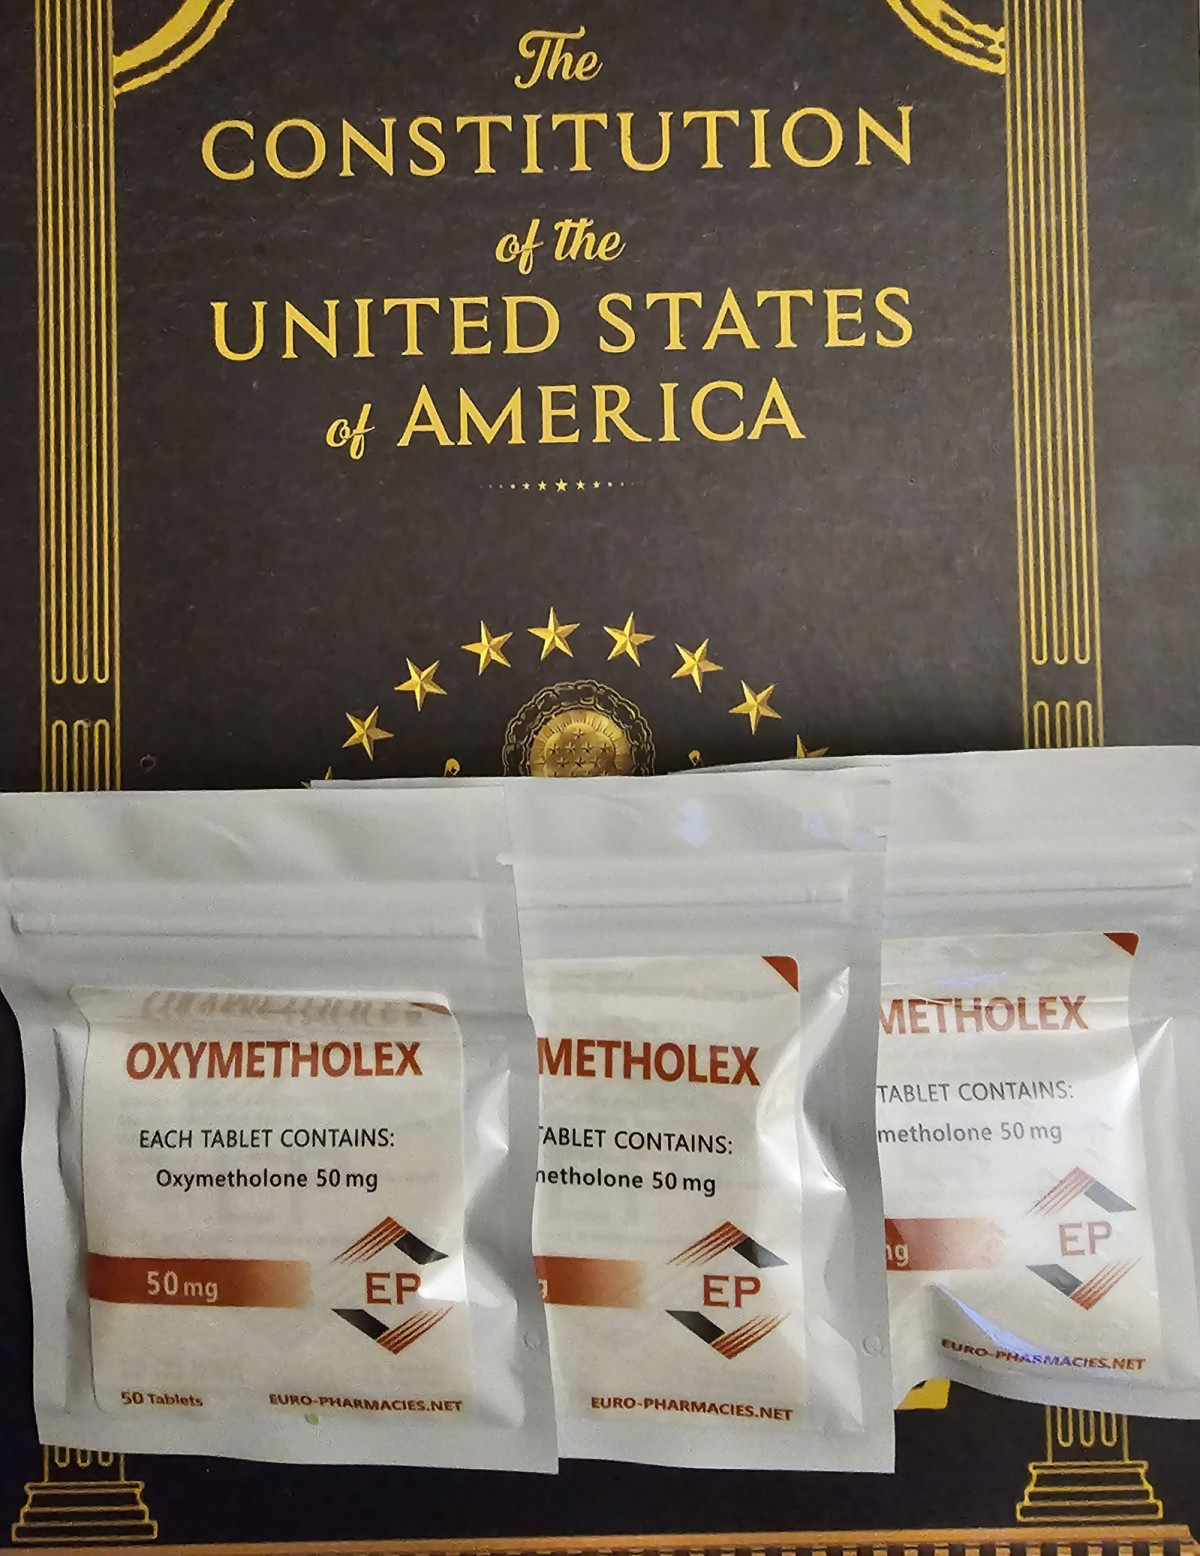 The
CONSTITUTION
of the
UNITED STATES
of AMERICA
OXYMETHOLEX
EACH TABLET CONTAINS:
Oxymetholone 50 mg
50 mg
EP
50 Tablets
EURO-PHARMACIES.NET
METHOLEX
TABLET CONTAINS:
metholone 50 mg
g
EP
EURO-PHARMACIES.NET
METHOLEX
TABLET CONTAINS:
metholone 50 mg
mg
EP
EURO-PHARMACIES.NET